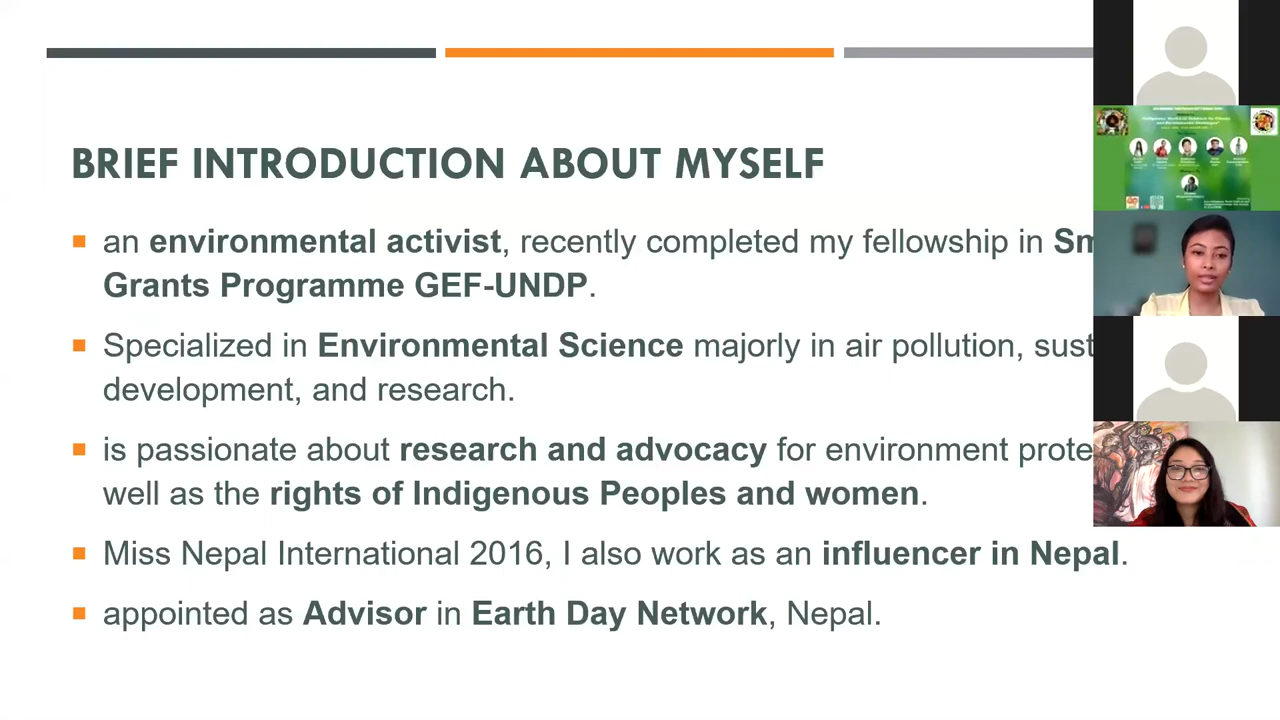 BRIEF INTRODUCTION ABOUT MYSELF
an environmental activist, recently completed my fellowship in Sm
Grants Programme GEF-UNDP.
Specialized in Environmental Science majorly in air pollution, sust
development, and research.
is passionate about research and advocacy for environment prote
well as the rights of Indigenous Peoples and women.
Miss Nepal International 2016, I also work as an influencer in Nepal.
appointed as Advisor in Earth Day Network, Nepal.